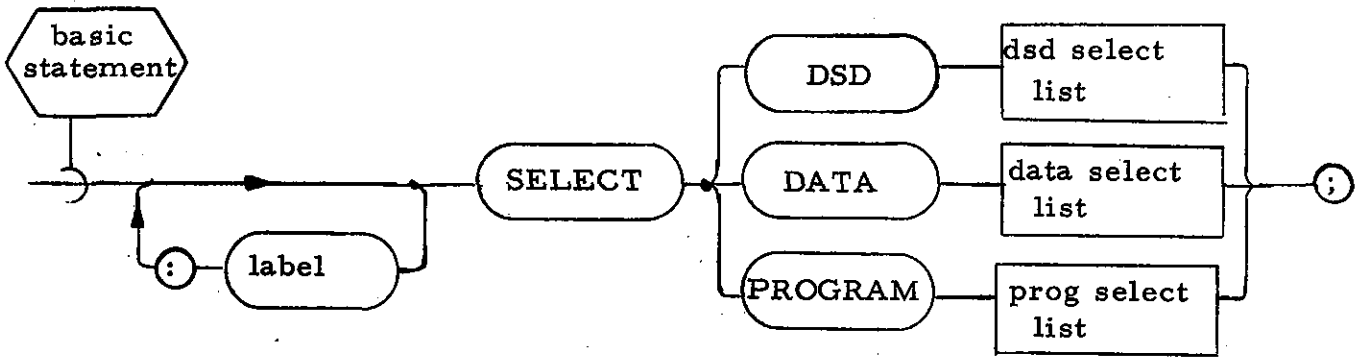 basic
statement
SELECT
DSD
dsd select
list
DATA
data select
list
;
:
label
PROGRAM
prog select
list